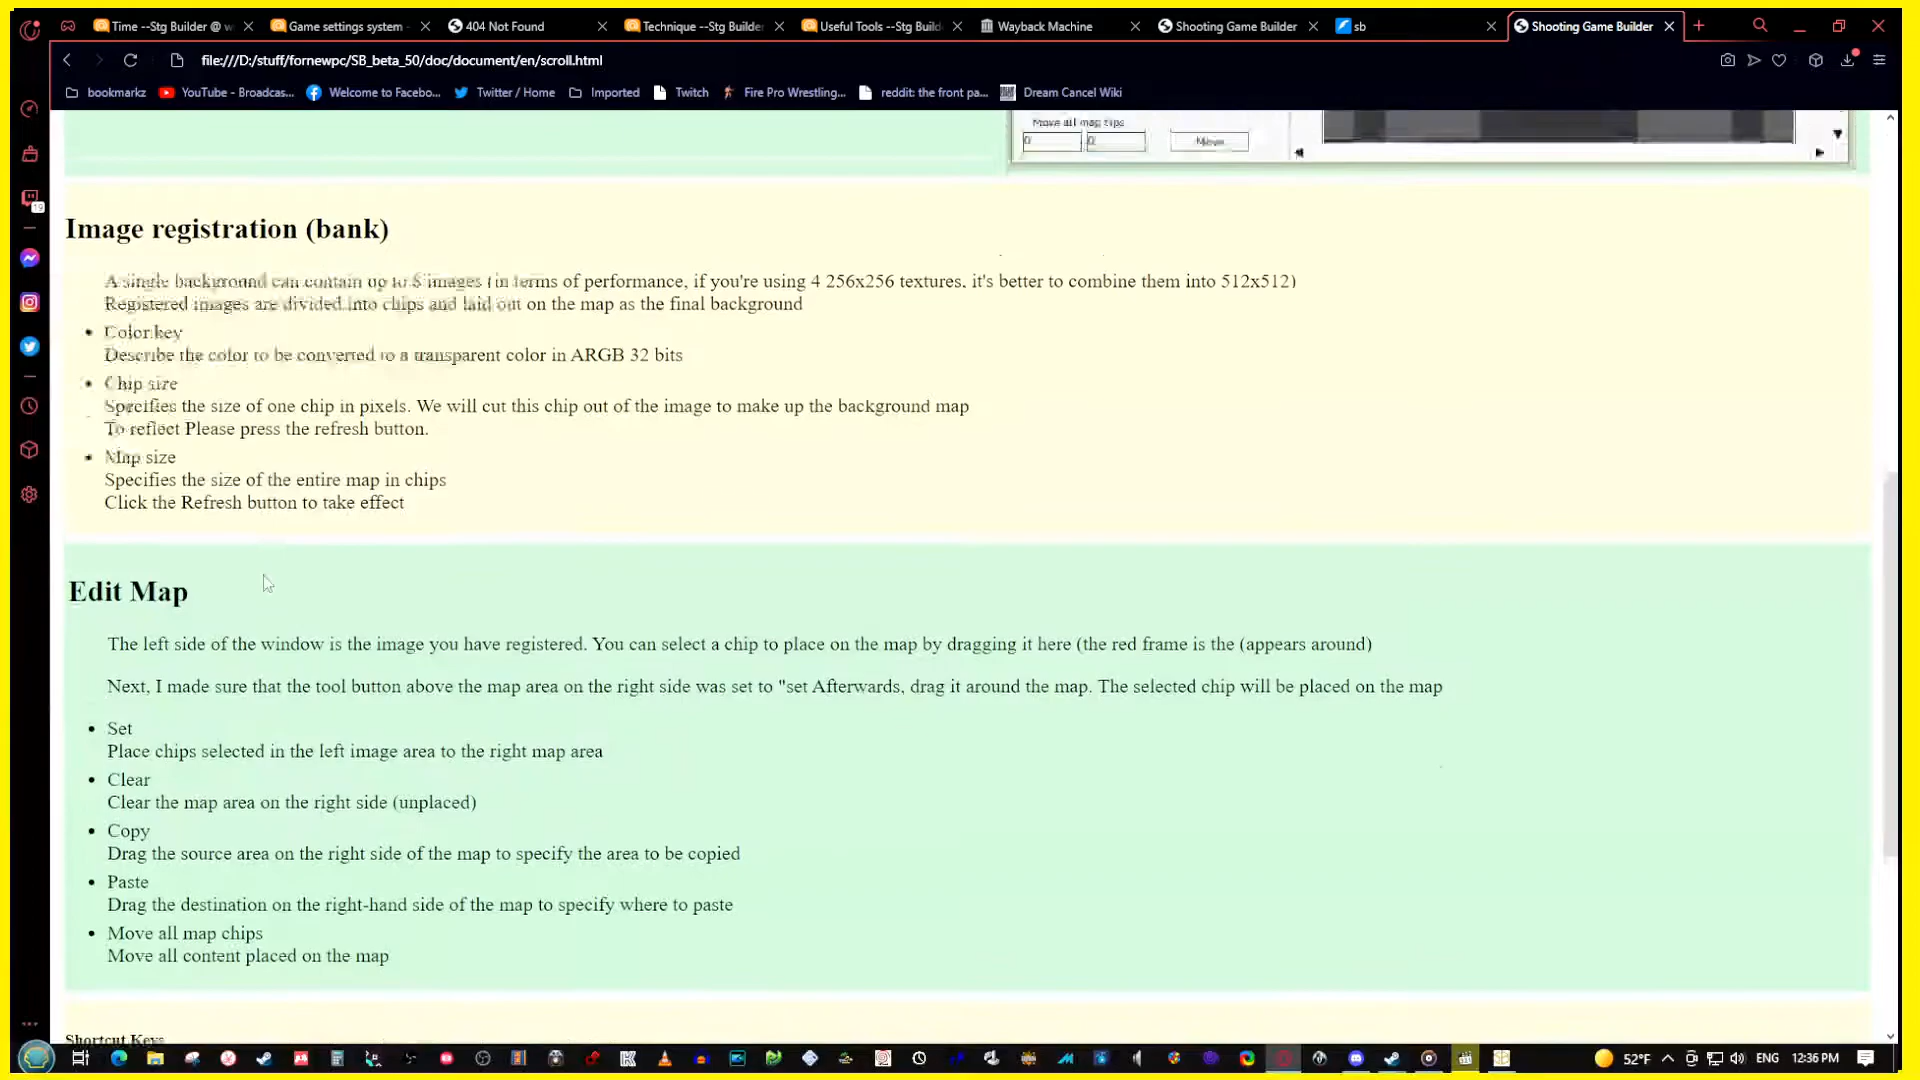 Time --Stg Builder @ w
Game settings system -
404 Not Found
Technique --Stg Builde
Useful Tools --Stg Build
Wayback Machine
Shooting Game Builder
sb
Shooting Game Builder
file:///D:/stuff/fornewpc/SB_beta_50/doc/document/en/scroll.html
bookmarkz
YouTube - Broadcas...
Welcome to Facebo...
Twitter / Home
Imported
Twitch
Fire Pro Wrestling...
reddit: the front pa...
Dream Cancel Wiki
Move all map chips
0 0 Move
Image registration (bank)
A single background can contain up to 8 images (in terms of performance, if you're using 4 256x256 textures, it's better to combine them into 512x512)
Registered images are divided into chips and laid out on the map as the final background
Color key
Describe the color to be converted to a transparent color in ARGB 32 bits
Chip size
Specifies the size of one chip in pixels. We will cut this chip out of the image to make up the background map
To reflect Please press the refresh button.
Map size
Specifies the size of the entire map in chips
Click the Refresh button to take effect
Edit Map
The left side of the window is the image you have registered. You can select a chip to place on the map by dragging it here (the red frame is the (appears around)
Next, I made sure that the tool button above the map area on the right side was set to "set Afterwards, drag it around the map. The selected chip will be placed on the map
Set
Place chips selected in the left image area to the right map area
Clear
Clear the map area on the right side (unplaced)
Copy
Drag the source area on the right side of the map to specify the area to be copied
Paste
Drag the destination on the right-hand side of the map to specify where to paste
Move all map chips
Move all content placed on the map
Shortcut Keys
52°F
ENG
12:36 PM